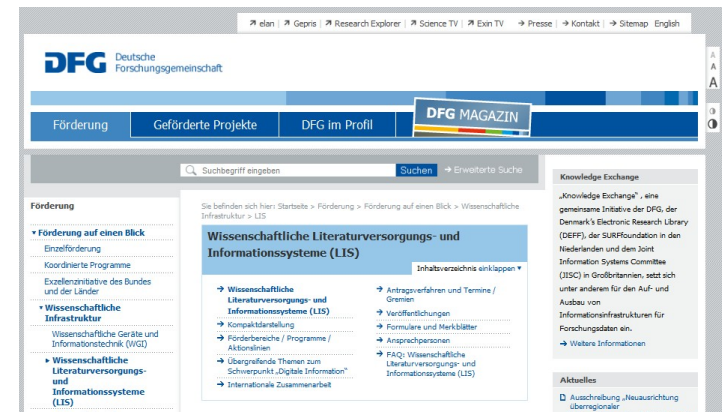 elan | Gepris | Research Explorer | Science TV | Exin TV → Presse | → Kontakt | → Sitemap English
DFG Deutsche
Forschungsgemeinschaft
A
A
A
Förderung Geförderte Projekte DFG im Profil DFG MAGAZIN
Suchbegriff eingeben Suchen → Erweiterte Suche
Förderung
Förderung auf einen Blick
Einzelförderung
Koordinierte Programme
Exzellenzinitiative des Bundes
und der Länder
Wissenschaftliche
Infrastruktur
Wissenschaftliche Geräte und
Informationstechnik (WGI)
Wissenschaftliche
Literaturversorgungs-
und
Informationssysteme
(LIS)
Sie befinden sich hier: Startseite > Förderung > Förderung auf einen Blick > Wissenschaftliche
Infrastruktur > LIS
Wissenschaftliche Literaturversorgungs- und
Informationssysteme (LIS)
Inhaltsverzeichnis einklappen
→ Wissenschaftliche
Literaturversorgungs- und
Informationssysteme (LIS)
→ Kompaktdarstellung
→ Förderbereiche / Programme /
Aktionslinien
→ Übergreifende Themen zum
Schwerpunkt „Digitale Information“
→ Internationale Zusammenarbeit
→ Antragsverfahren und Termine /
Gremien
→ Veröffentlichungen
→ Formulare und Merkblätter
→ Ansprechpersonen
→ FAQ: Wissenschaftliche
Literaturversorgungs- und
Informationssysteme (LIS)
Knowledge Exchange
„Knowledge Exchange“ , eine
gemeinsame Initiative der DFG, der
Denmark's Electronic Research Library
(DEFF), der SURFfoundation in den
Niederlanden und dem Joint
Information Systems Committee
(JISC) in Großbritannien, setzt sich
unter anderem für den Auf- und
Ausbau von
Informationsinfrastrukturen für
Forschungsdaten ein.
→ Weitere Informationen
Aktuelles
Ausschreibung „Neuausrichtung
überregionaler